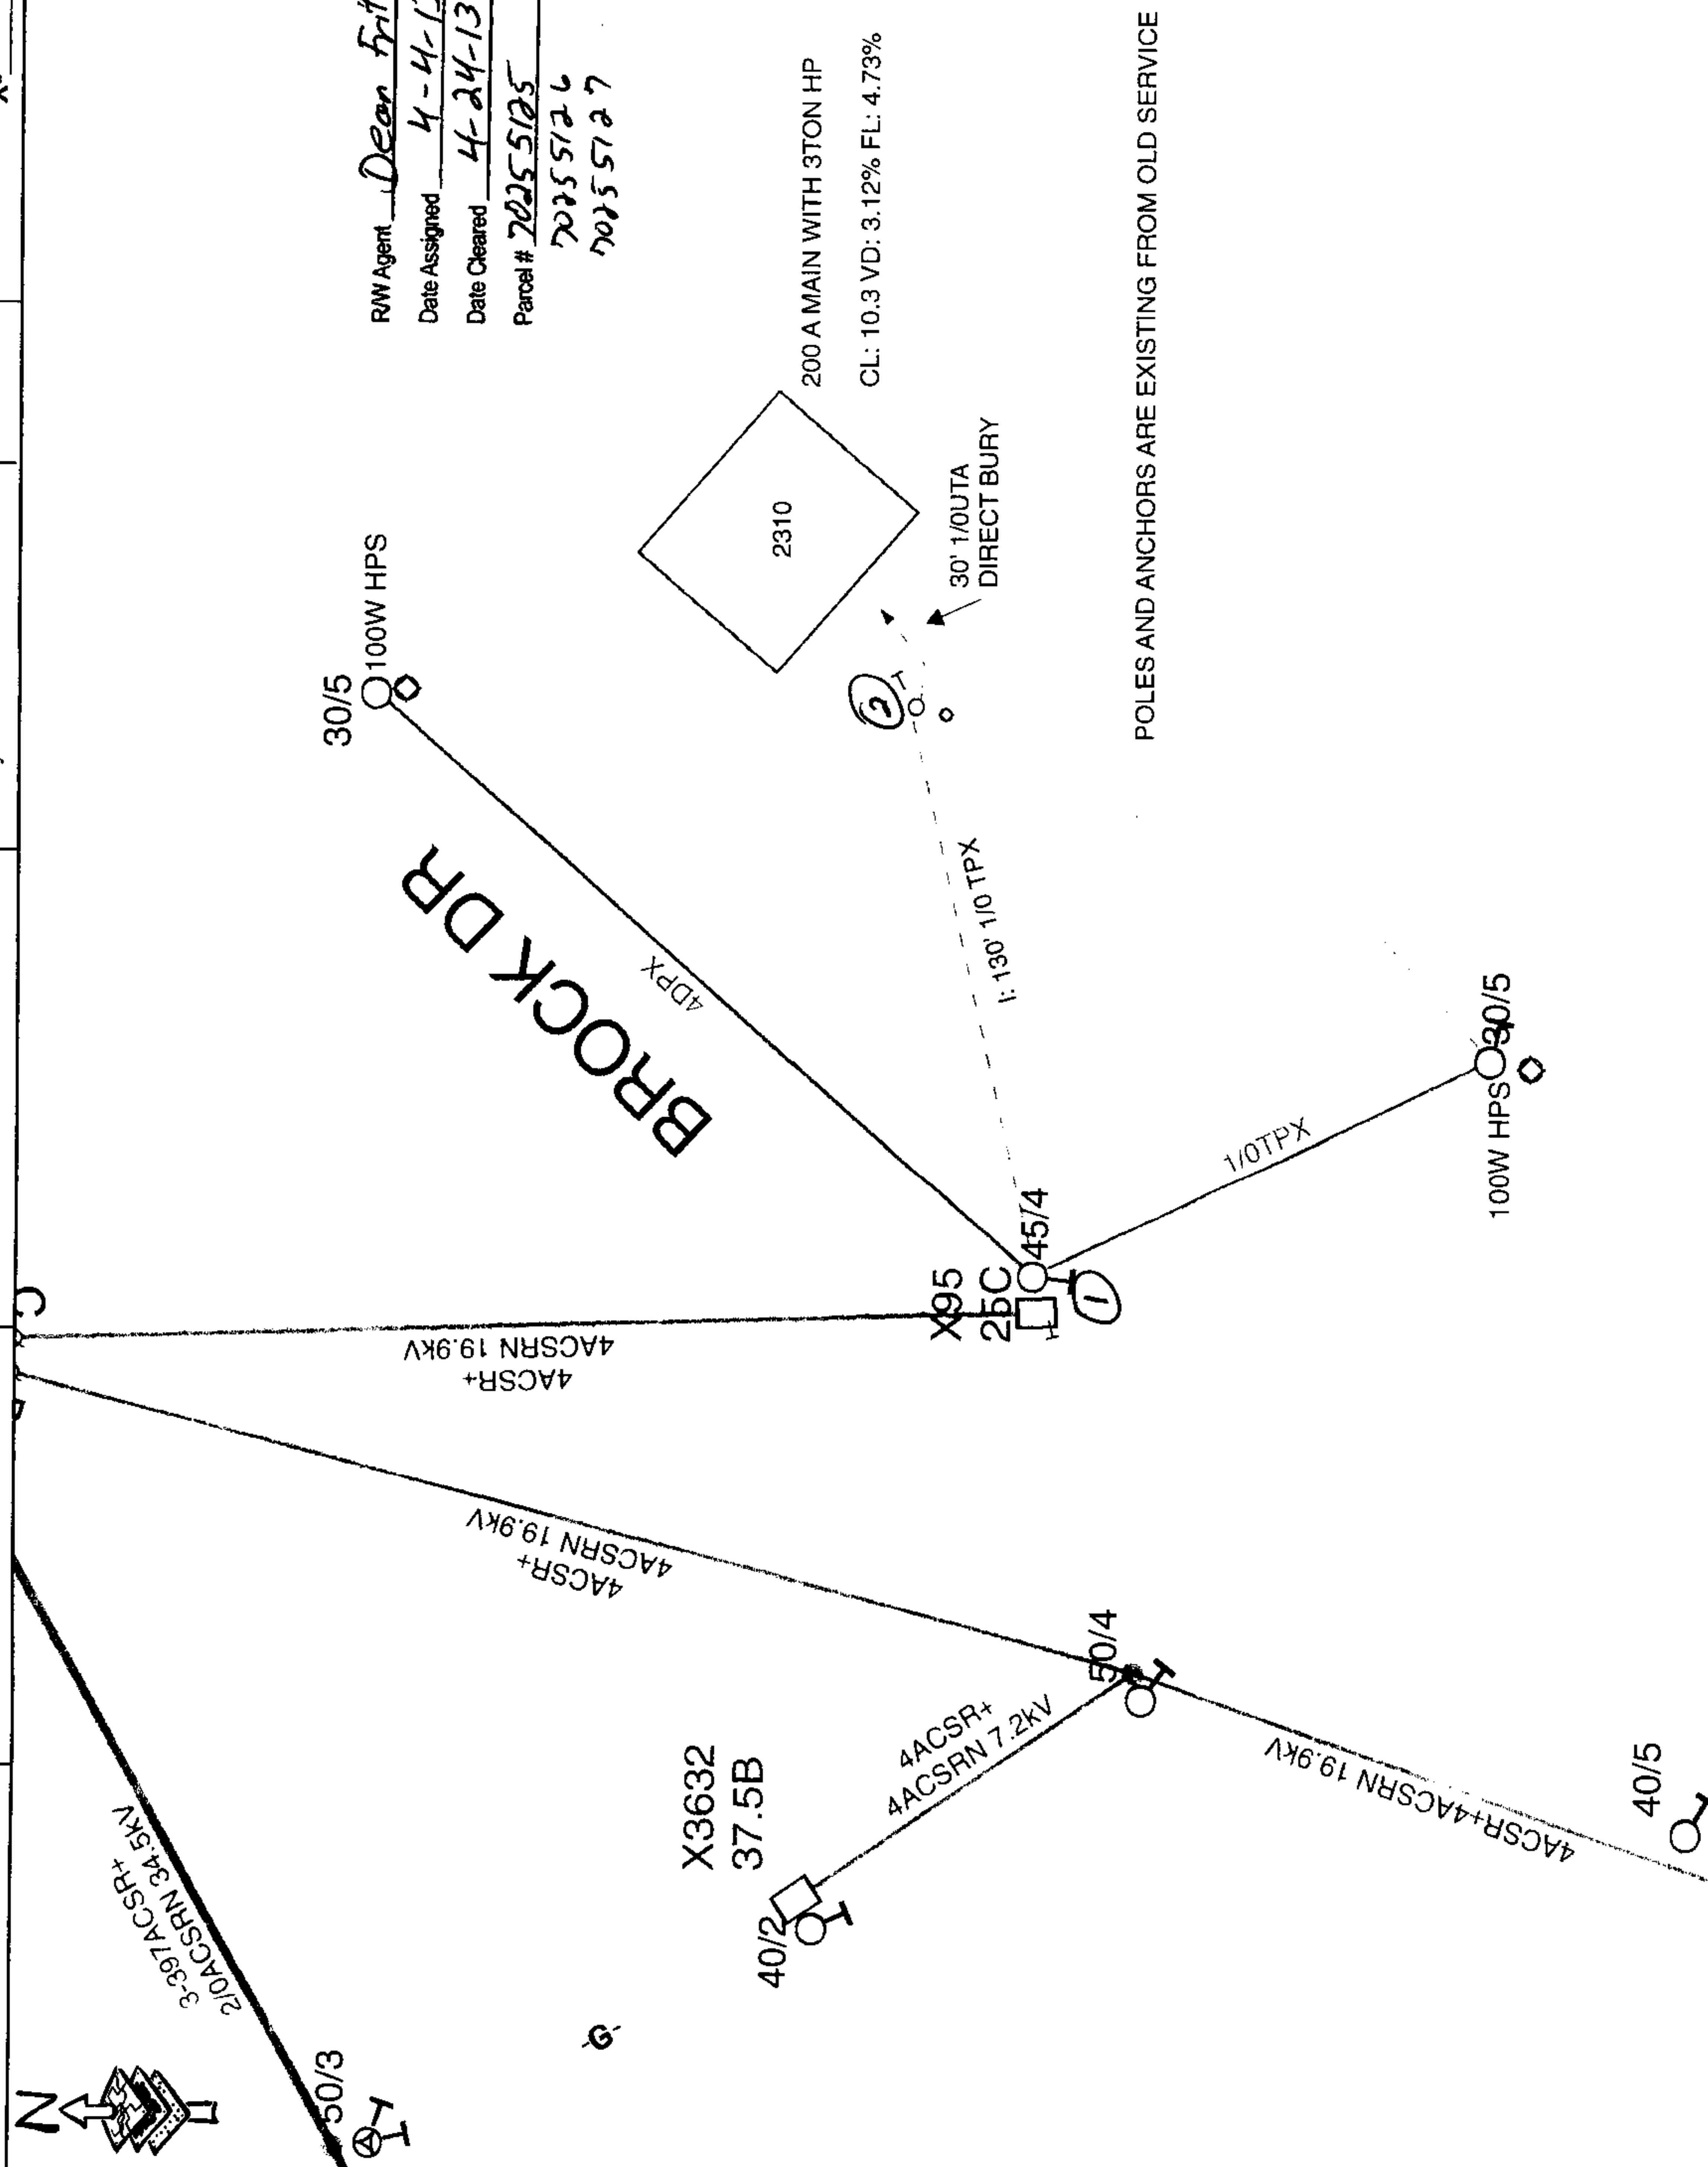 R/W Agent Dean
Date Assigned 4-4-1
Date Cleared 4-24-13
Parcel # 70255125
70255126
70255127
200 A MAIN WITH 3TON HP
CL: 10.3 VD: 3.12% FL: 4.73%
POLES AND ANCHORS ARE EXISTING FROM OLD SERVICE
2310
30' 1/0UTA
DIRECT BURY
30/5
100W HPS
2
BROCK DR
4DPX
I: 130' 1/0 TPX
30/5
100W HPS
1/0TPX
45/4
X95
25C
1
C
4ACSRN 19.9kV
4ACSR+
4ACSRN 19.9kV
4ACSR+
50/4
4ACSR+
4ACSRN 7.2kV
4ACSR+4ACSRN 19.9kV
40/5
X3632
37.5B
40/2
3-397ACSR+
2/0ACSRN 34.5kV
-G-
50/3
N